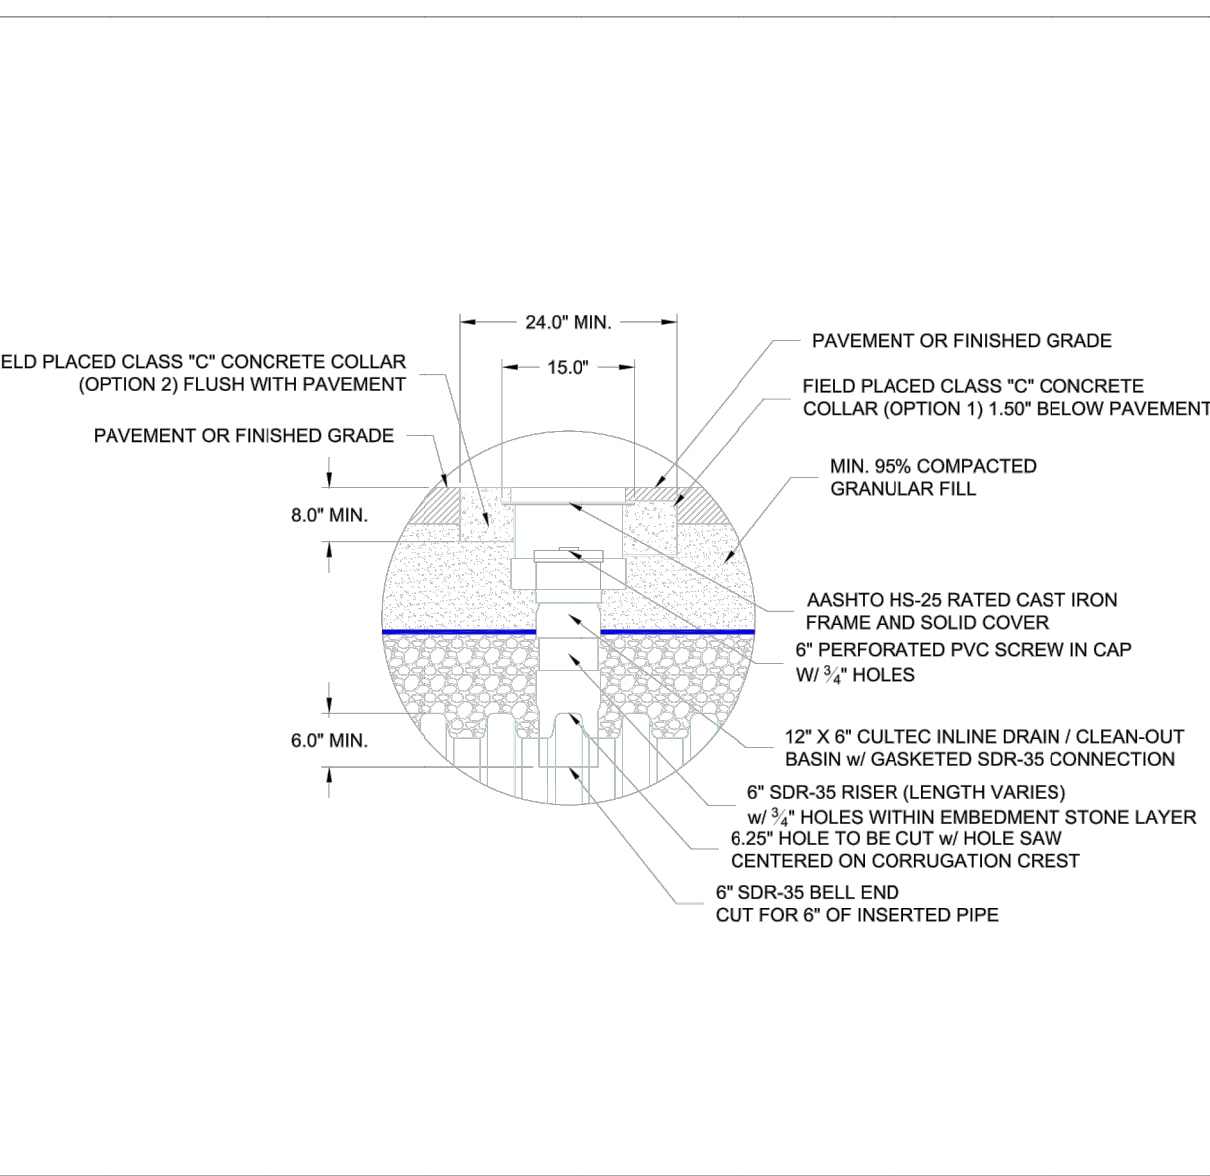 24.0" MIN.
15.0"
ELD PLACED CLASS "C" CONCRETE COLLAR
(OPTION 2) FLUSH WITH PAVEMENT
PAVEMENT OR FINISHED GRADE
8.0" MIN.
6.0" MIN.
PAVEMENT OR FINISHED GRADE
FIELD PLACED CLASS "C" CONCRETE
COLLAR (OPTION 1) 1.50" BELOW PAVEMENT
MIN. 95% COMPACTED
GRANULAR FILL
AASHTO HS-25 RATED CAST IRON
FRAME AND SOLID COVER
6" PERFORATED PVC SCREW IN CAP
W/ ¾" HOLES
12" X 6" CULTEC INLINE DRAIN / CLEAN-OUT
BASIN w/ GASKETED SDR-35 CONNECTION
6" SDR-35 RISER (LENGTH VARIES)
w/ ¾" HOLES WITHIN EMBEDMENT STONE LAYER
6.25" HOLE TO BE CUT w/ HOLE SAW
CENTERED ON CORRUGATION CREST
6" SDR-35 BELL END
CUT FOR 6" OF INSERTED PIPE